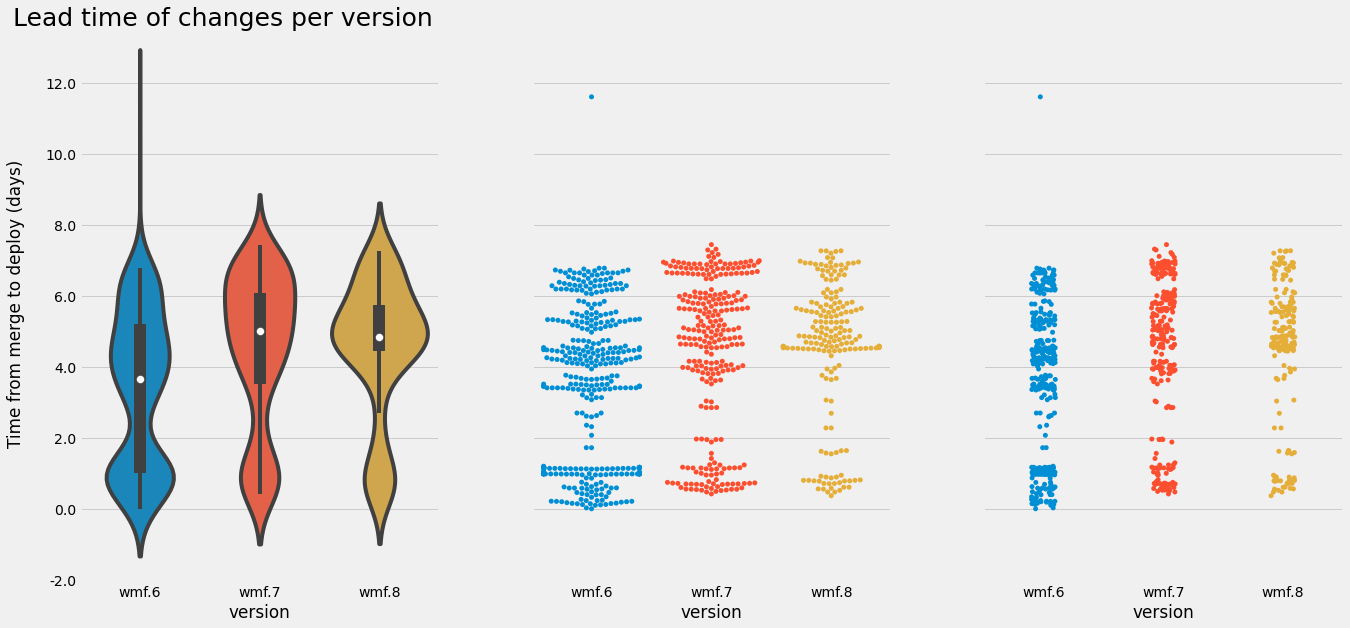 Lead time of changes per version
Time from merge to deploy (days)
12.0
10.0
8.0
6.0
4.0
2.0
0.0
-2.0
wmf.6 wmf.7 wmf.8
version
wmf.6 wmf.7 wmf.8
version
wmf.6 wmf.7 wmf.8
version